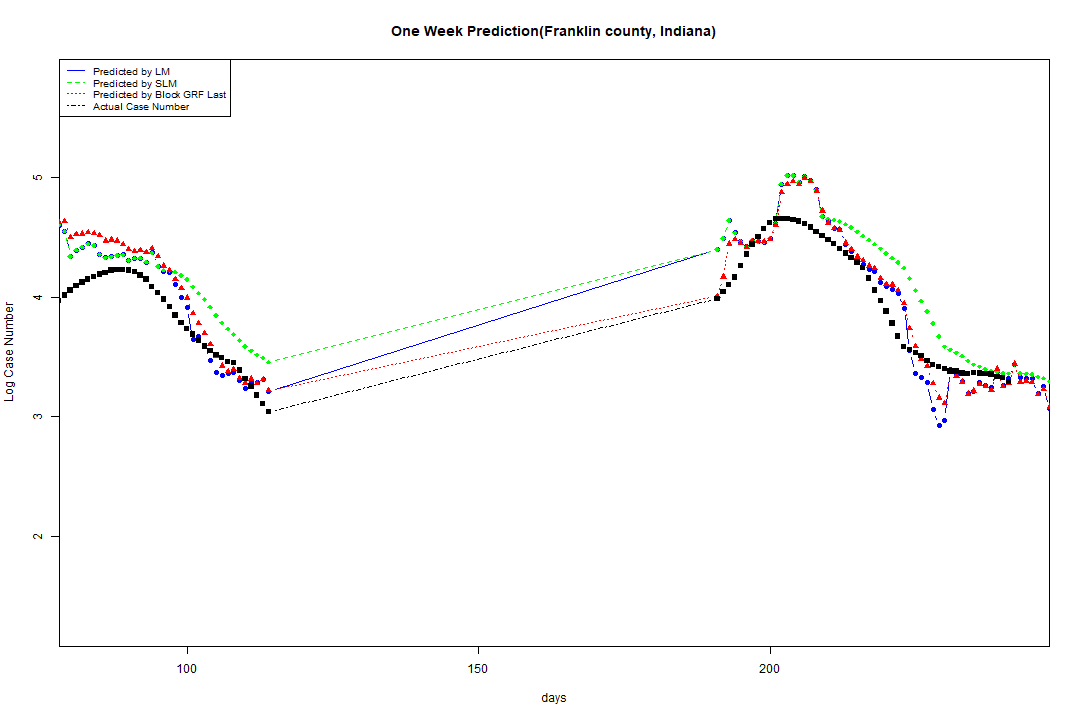 One Week Prediction(Franklin county, Indiana)
Predicted by LM
Predicted by SLM
Predicted by Block GRF Last
Actual Case Number
5
4
3
2
Log Case Number
100 150 200
days